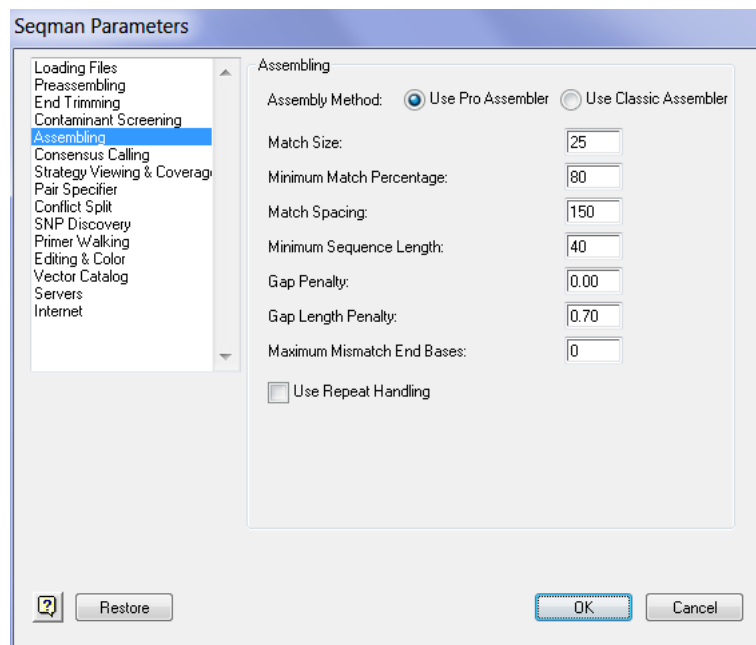 Seqman Parameters
Loading Files
Preassembling
End Trimming
Contaminant Screening
Assembling
Consensus Calling
Strategy Viewing & Coverag
Pair Specifier
Conflict Split
SNP Discovery
Primer Walking
Editing & Color
Vector Catalog
Servers
Internet
Assembling
Assembly Method: Use Pro Assembler Use Classic Assembler
Match Size: 25
Minimum Match Percentage: 80
Match Spacing: 150
Minimum Sequence Length: 40
Gap Penalty: 0.00
Gap Length Penalty: 0.70
Maximum Mismatch End Bases: 0
Use Repeat Handling
? Restore OK Cancel